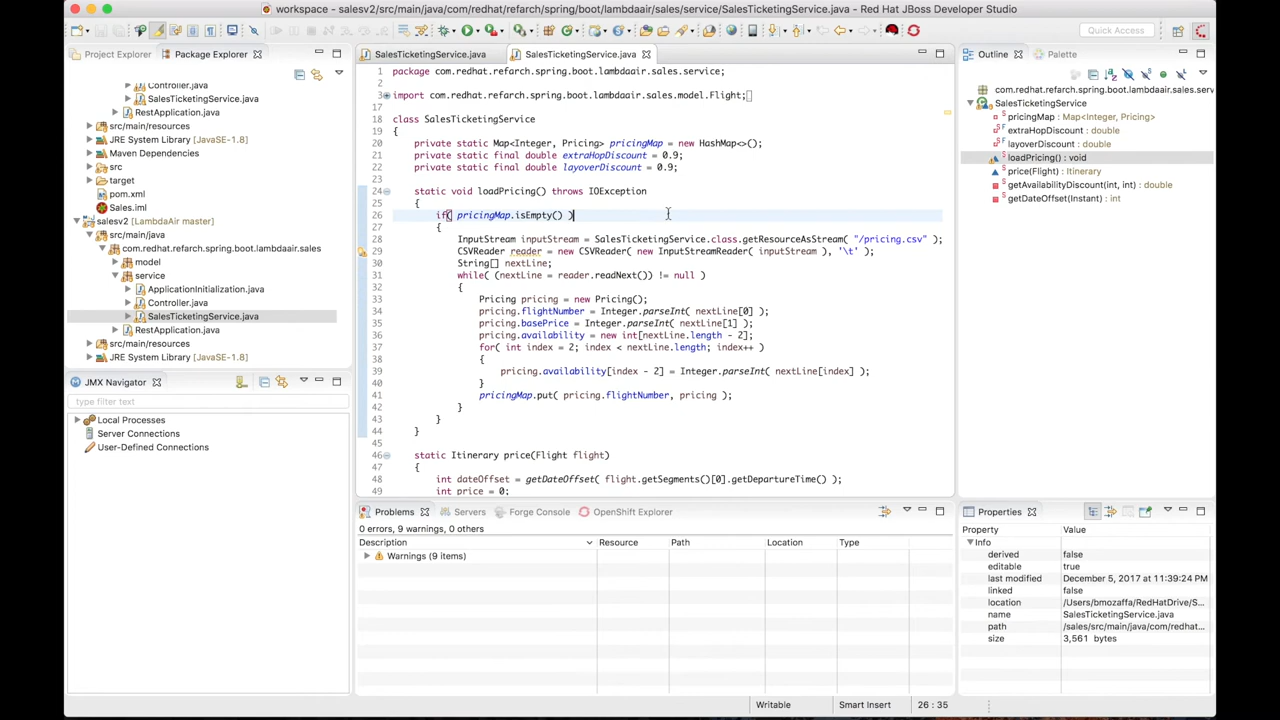 workspace - salesv2/src/main/java/com/redhat/refarch/spring/boot/lambdaair/sales/service/SalesTicketingService.java - Red Hat JBoss Developer Studio
Quick Access
Project Explorer
Package Explorer
Controller.java
SalesTicketingService.java
RestApplication.java
src/main/resources
JRE System Library [JavaSE-1.8]
Maven Dependencies
src
target
pom.xml
Sales.iml
salesv2 [LambdaAir master]
src/main/java
com.redhat.refarch.spring.boot.lambdaair.sales
model
service
ApplicationInitialization.java
Controller.java
SalesTicketingService.java
RestApplication.java
src/main/resources
JRE System Library [JavaSE-1.8]
JMX Navigator
type filter text
Local Processes
Server Connections
User-Defined Connections
SalesTicketingService.java
SalesTicketingService.java
1 package com.redhat.refarch.spring.boot.lambdaair.sales.service;
2
3 import com.redhat.refarch.spring.boot.lambdaair.sales.model.Flight;
17
18 class SalesTicketingService
19 {
20 private static Map<Integer, Pricing> pricingMap = new HashMap<>();
21 private static final double extraHopDiscount = 0.9;
22 private static final double layoverDiscount = 0.9;
23
24 static void loadPricing() throws IOException
25 {
26 if( pricingMap.isEmpty() )
27 {
28 InputStream inputStream = SalesTicketingService.class.getResourceAsStream( "/pricing.csv" );
29 CSVReader reader = new CSVReader( new InputStreamReader( inputStream ), '\t' );
30 String[] nextLine;
31 while( (nextLine = reader.readNext()) != null )
32 {
33 Pricing pricing = new Pricing();
34 pricing.flightNumber = Integer.parseInt( nextLine[0] );
35 pricing.basePrice = Integer.parseInt( nextLine[1] );
36 pricing.availability = new int[nextLine.length - 2];
37 for( int index = 2; index < nextLine.length; index++ )
38 {
39 pricing.availability[index - 2] = Integer.parseInt( nextLine[index] );
40 }
41 pricingMap.put( pricing.flightNumber, pricing );
42 }
43 }
44 }
45
46 static Itinerary price(Flight flight)
47 {
48 int dateOffset = getDateOffset( flight.getSegments()[0].getDepartureTime() );
49 int price = 0;
Problems
Servers
Forge Console
OpenShift Explorer
0 errors, 9 warnings, 0 others
Description Resource Path Location Type
Warnings (9 items)
Outline
Palette
com.redhat.refarch.spring.boot.lambdaair.sales.serv
SalesTicketingService
pricingMap : Map<Integer, Pricing>
extraHopDiscount : double
layoverDiscount : double
loadPricing() : void
price(Flight) : Itinerary
getAvailabilityDiscount(int, int) : int
getDateOffset(Instant) : int
Properties
Property Value
Info
derived false
editable true
last modified December 5, 2017 at 11:39:24 PM
linked false
location /Users/bmozaffa/RedHatDrive/S...
name SalesTicketingService.java
path /sales/src/main/java/com/redhat...
size 3,561 bytes
Writable Smart Insert 26 : 35